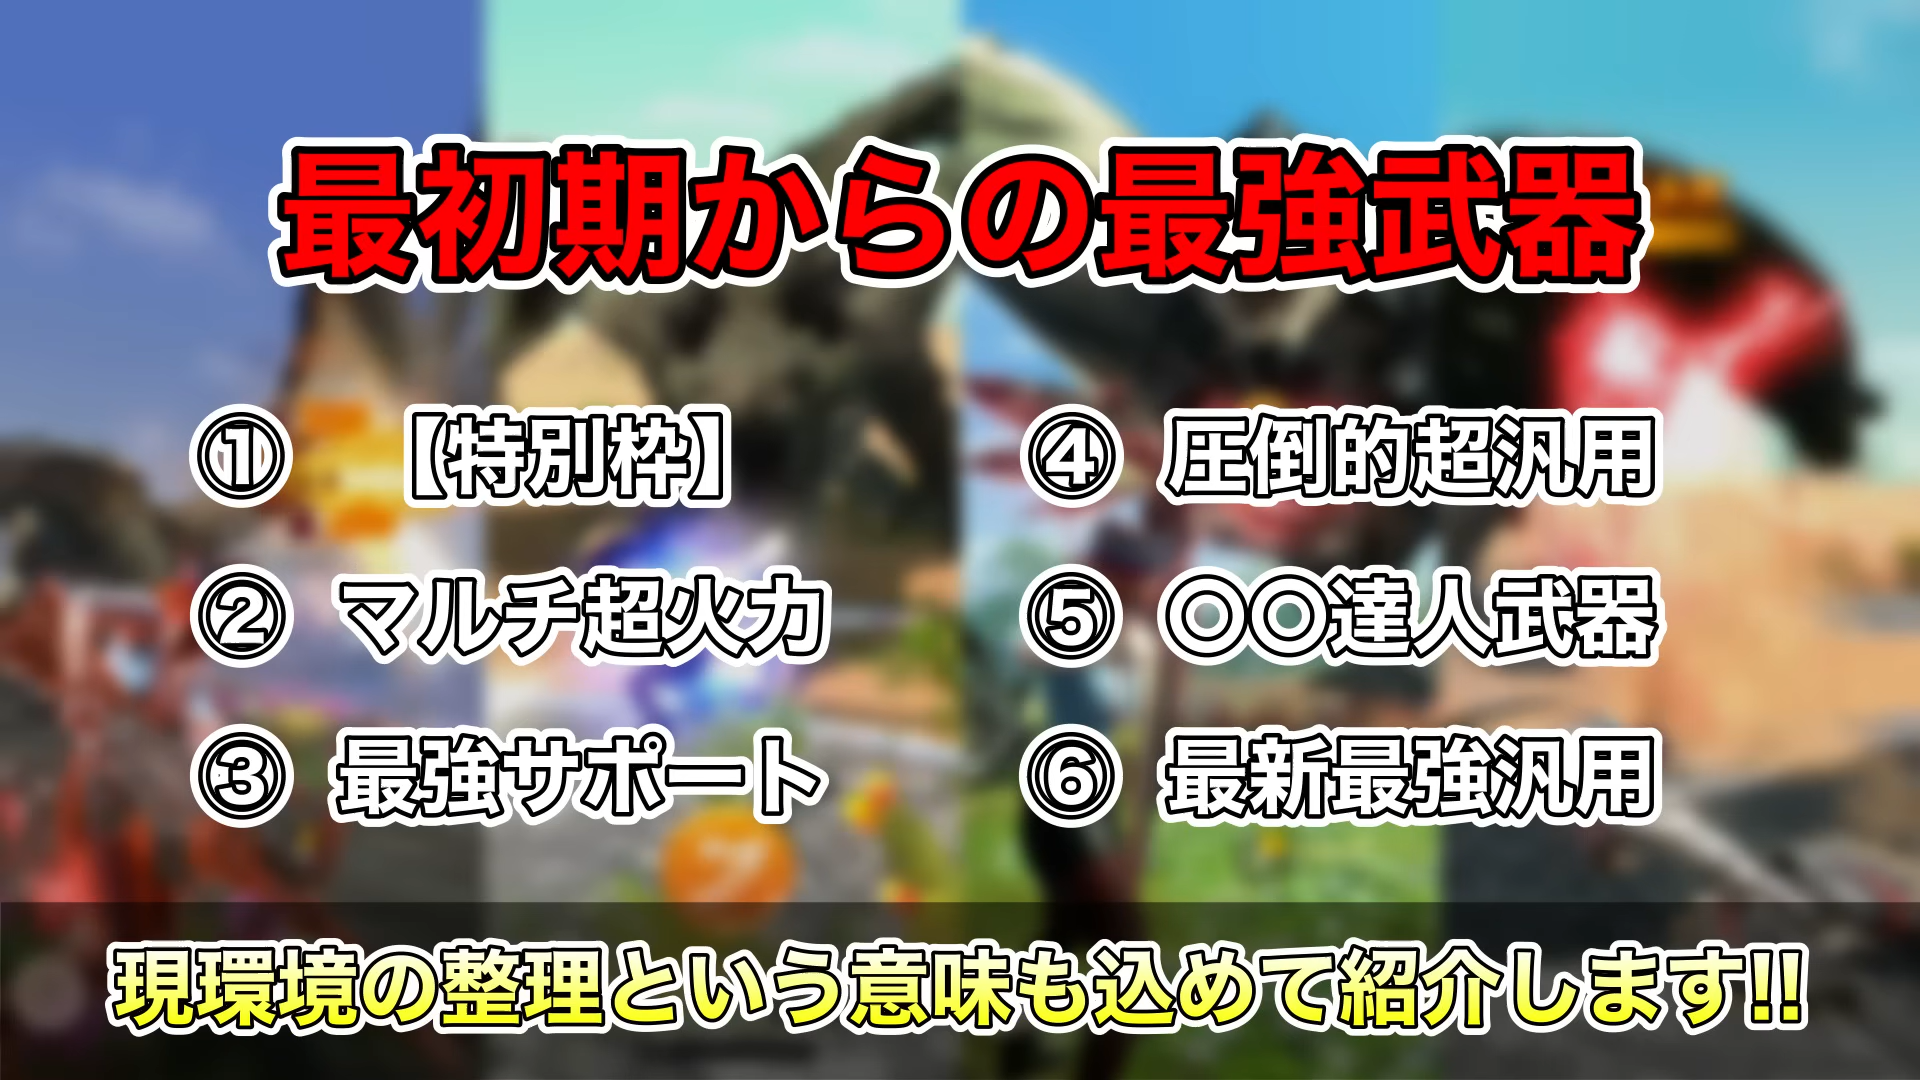 最初期からの最強武器
① 【特別枠】
② マルチ超火力
③ 最強サポート
④ 圧倒的超汎用
⑤ 〇〇達人武器
⑥ 最新最強汎用
現環境の整理という意味も込めて紹介します!!